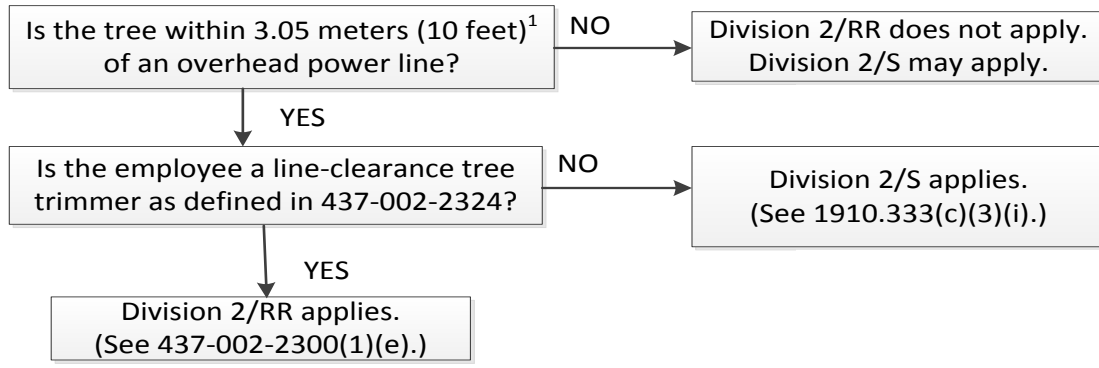 Is the tree within 3.05 meters (10 feet)¹
of an overhead power line?
NO
Division 2/RR does not apply.
Division 2/S may apply.
YES
Is the employee a line-clearance tree
trimmer as defined in 437-002-2324?
NO
Division 2/S applies.
(See 1910.333(c)(3)(i).)
YES
Division 2/RR applies.
(See 437-002-2300(1)(e).)